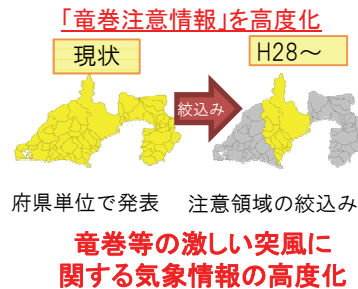 「竜巻注意情報」を高度化
現状
H28～
絞込み
府県単位で発表
注意領域の絞込み
竜巻等の激しい突風に
関する気象情報の高度化